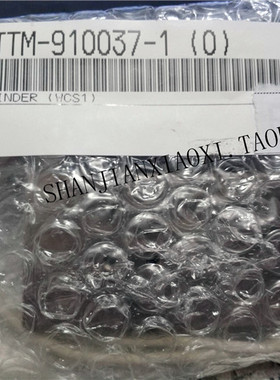 TTM-910037-1 (0)
INDER (VCS1)
SHANJIANXIAOXI.TAO